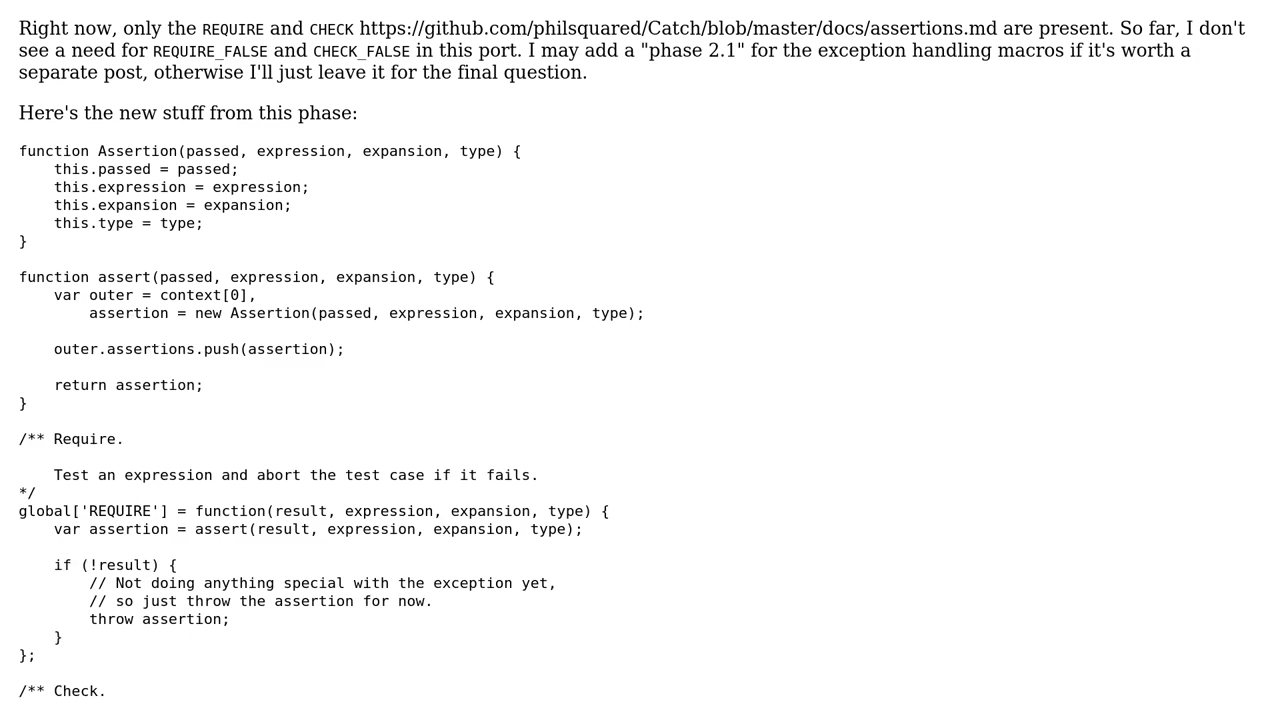 Right now, only the REQUIRE and CHECK https://github.com/philsquared/Catch/blob/master/docs/assertions.md are present. So far, I don't
see a need for REQUIRE_FALSE and CHECK_FALSE in this port. I may add a "phase 2.1" for the exception handling macros if it's worth a
separate post, otherwise I'll just leave it for the final question.
Here's the new stuff from this phase:
function Assertion(passed, expression, expansion, type) {
    this.passed = passed;
    this.expression = expression;
    this.expansion = expansion;
    this.type = type;
}
function assert(passed, expression, expansion, type) {
    var outer = context[0],
        assertion = new Assertion(passed, expression, expansion, type);
    outer.assertions.push(assertion);
    return assertion;
}
/** Require.
    Test an expression and abort the test case if it fails.
*/
global['REQUIRE'] = function(result, expression, expansion, type) {
    var assertion = assert(result, expression, expansion, type);
    if (!result) {
        // Not doing anything special with the exception yet,
        // so just throw the assertion for now.
        throw assertion;
    }
};
/** Check.